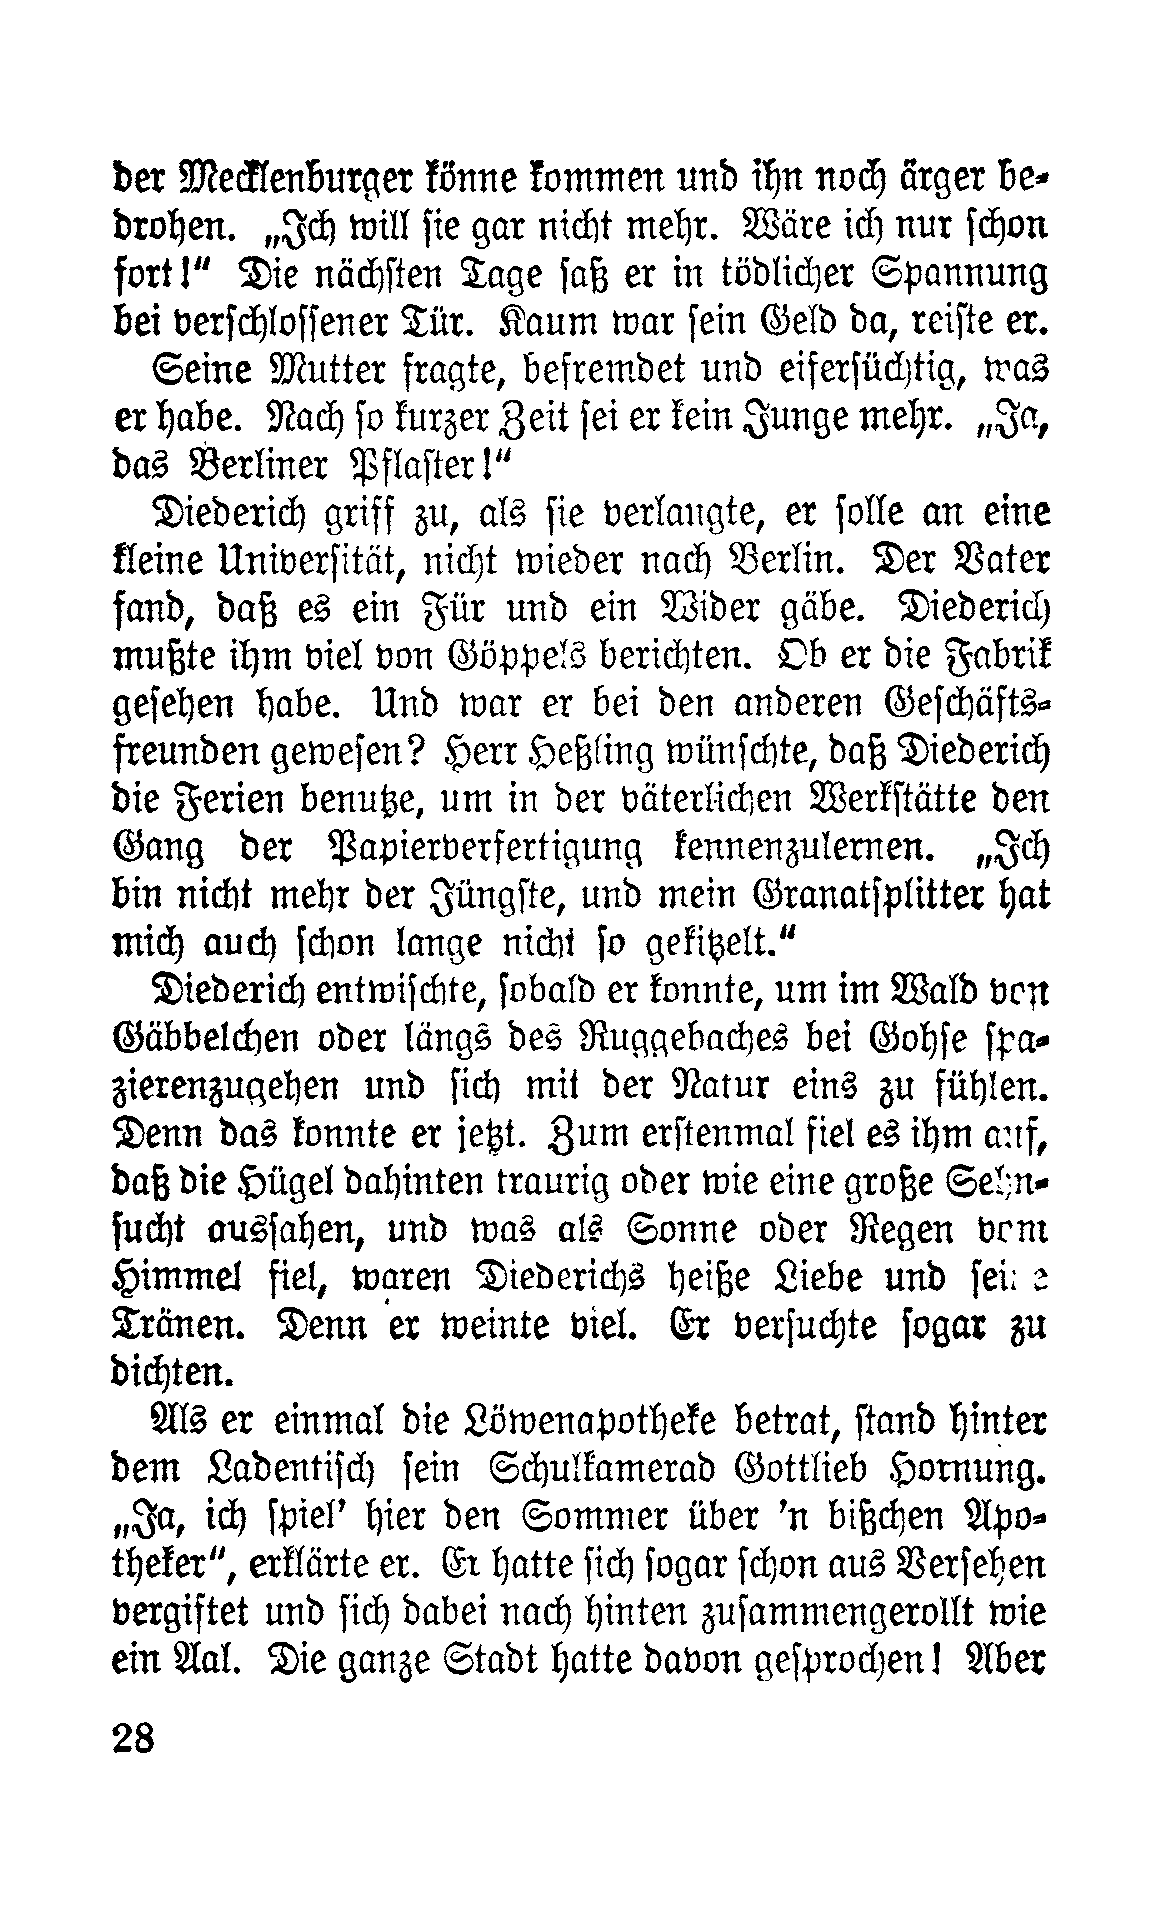 der Mecklenburger könne kommen und ihn noch ärger be-
drohen. „Ich will sie gar nicht mehr. Wäre ich nur schon
fort!“ Die nächsten Tage saß er in tödlicher Spannung
bei verschlossener Tür. Kaum war sein Geld da, reiste er.
Seine Mutter fragte, befremdet und eifersüchtig, was
er habe. Nach so kurzer Zeit sei er kein Junge mehr. „Ja,
das Berliner Pflaster!“
Diederich griff zu, als sie verlangte, er solle an eine
kleine Universität, nicht wieder nach Berlin. Der Vater
fand, daß es ein Für und ein Wider gäbe. Diederich
mußte ihm viel von Göppels berichten. Ob er die Fabrik
gesehen habe. Und war er bei den anderen Geschäfts-
freunden gewesen? Herr Heßling wünschte, daß Diederich
die Ferien benutze, um in der väterlichen Werkstätte den
Gang der Papierverfertigung kennenzulernen. „Ich
bin nicht mehr der Jüngste, und mein Granatsplitter hat
mich auch schon lange nicht so gekitzelt.“
Diederich entwischte, sobald er konnte, um im Wald von
Gäbbelchen oder längs des Ruggebaches bei Gohse spa-
zierenzugehen und sich mit der Natur eins zu fühlen.
Denn das konnte er jetzt. Zum erstenmal fiel es ihm auf,
daß die Hügel dahinten traurig oder wie eine große Sehn-
sucht aussahen, und was als Sonne oder Regen vom
Himmel fiel, waren Diederichs heiße Liebe und seine
Tränen. Denn er weinte viel. Er versuchte sogar zu
dichten.
Als er einmal die Löwenapotheke betrat, stand hinter
dem Ladentisch sein Schulkamerad Gottlieb Hornung.
„Ja, ich spiel’ hier den Sommer über ’n bißchen Apo-
theker“, erklärte er. Er hatte sich sogar schon aus Versehen
vergiftet und sich dabei nach hinten zusammengerollt wie
ein Aal. Die ganze Stadt hatte davon gesprochen! Aber
28